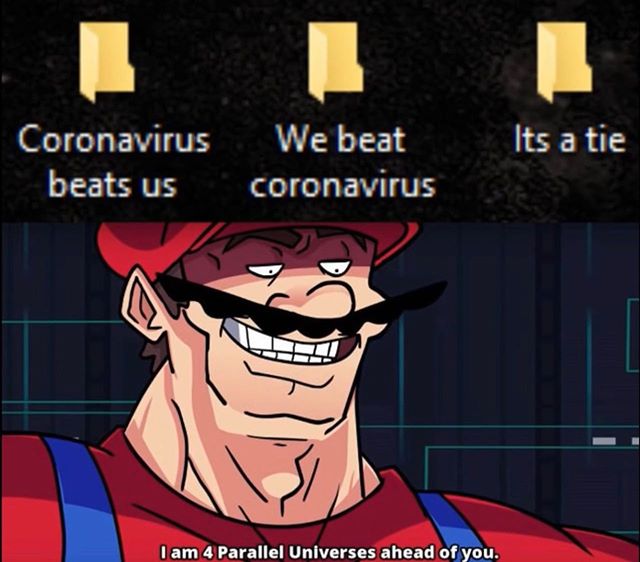 Coronavirus We beat Its a tie
beats us coronavirus
I am 4 Parallel Universes ahead of you.